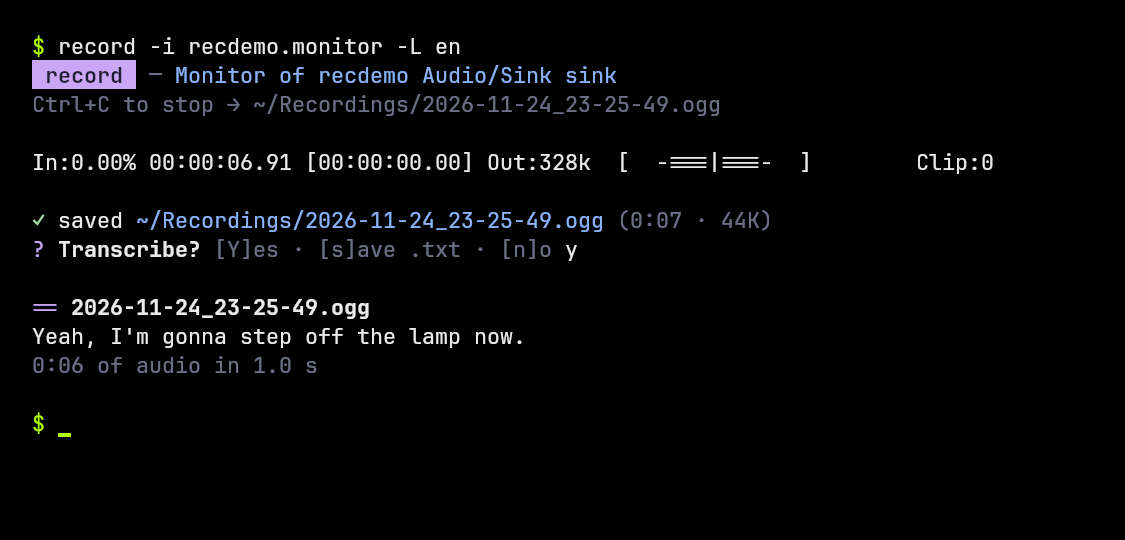 $ record -i recdemo.monitor -L en
record — Monitor of recdemo Audio/Sink sink
Ctrl+C to stop → ~/Recordings/2026-11-24_23-25-49.ogg
In:0.00% 00:00:06.91 [00:00:00.00] Out:328k [ -===|===- ] Clip:0
✓ saved ~/Recordings/2026-11-24_23-25-49.ogg (0:07 · 44K)
? Transcribe? [Y]es · [s]ave .txt · [n]o y
== 2026-11-24_23-25-49.ogg
Yeah, I'm gonna step off the lamp now.
0:06 of audio in 1.0 s
$ _